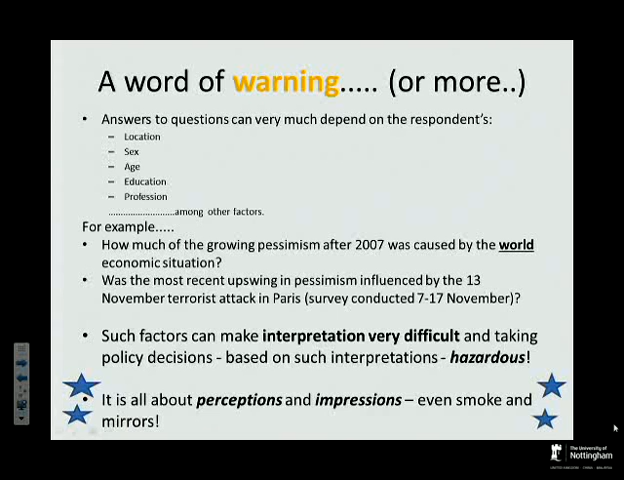 A word of warning..... (or more..)
• Answers to questions can very much depend on the respondent's:
– Location
– Sex
– Age
– Education
– Profession
...........................among other factors.
For example.....
• How much of the growing pessimism after 2007 was caused by the world
economic situation?
• Was the most recent upswing in pessimism influenced by the 13
November terrorist attack in Paris (survey conducted 7-17 November)?
• Such factors can make interpretation very difficult and taking
policy decisions - based on such interpretations - hazardous!
• It is all about perceptions and impressions – even smoke and
mirrors!
The University of
Nottingham
UNITED KINGDOM · CHINA · MALAYSIA